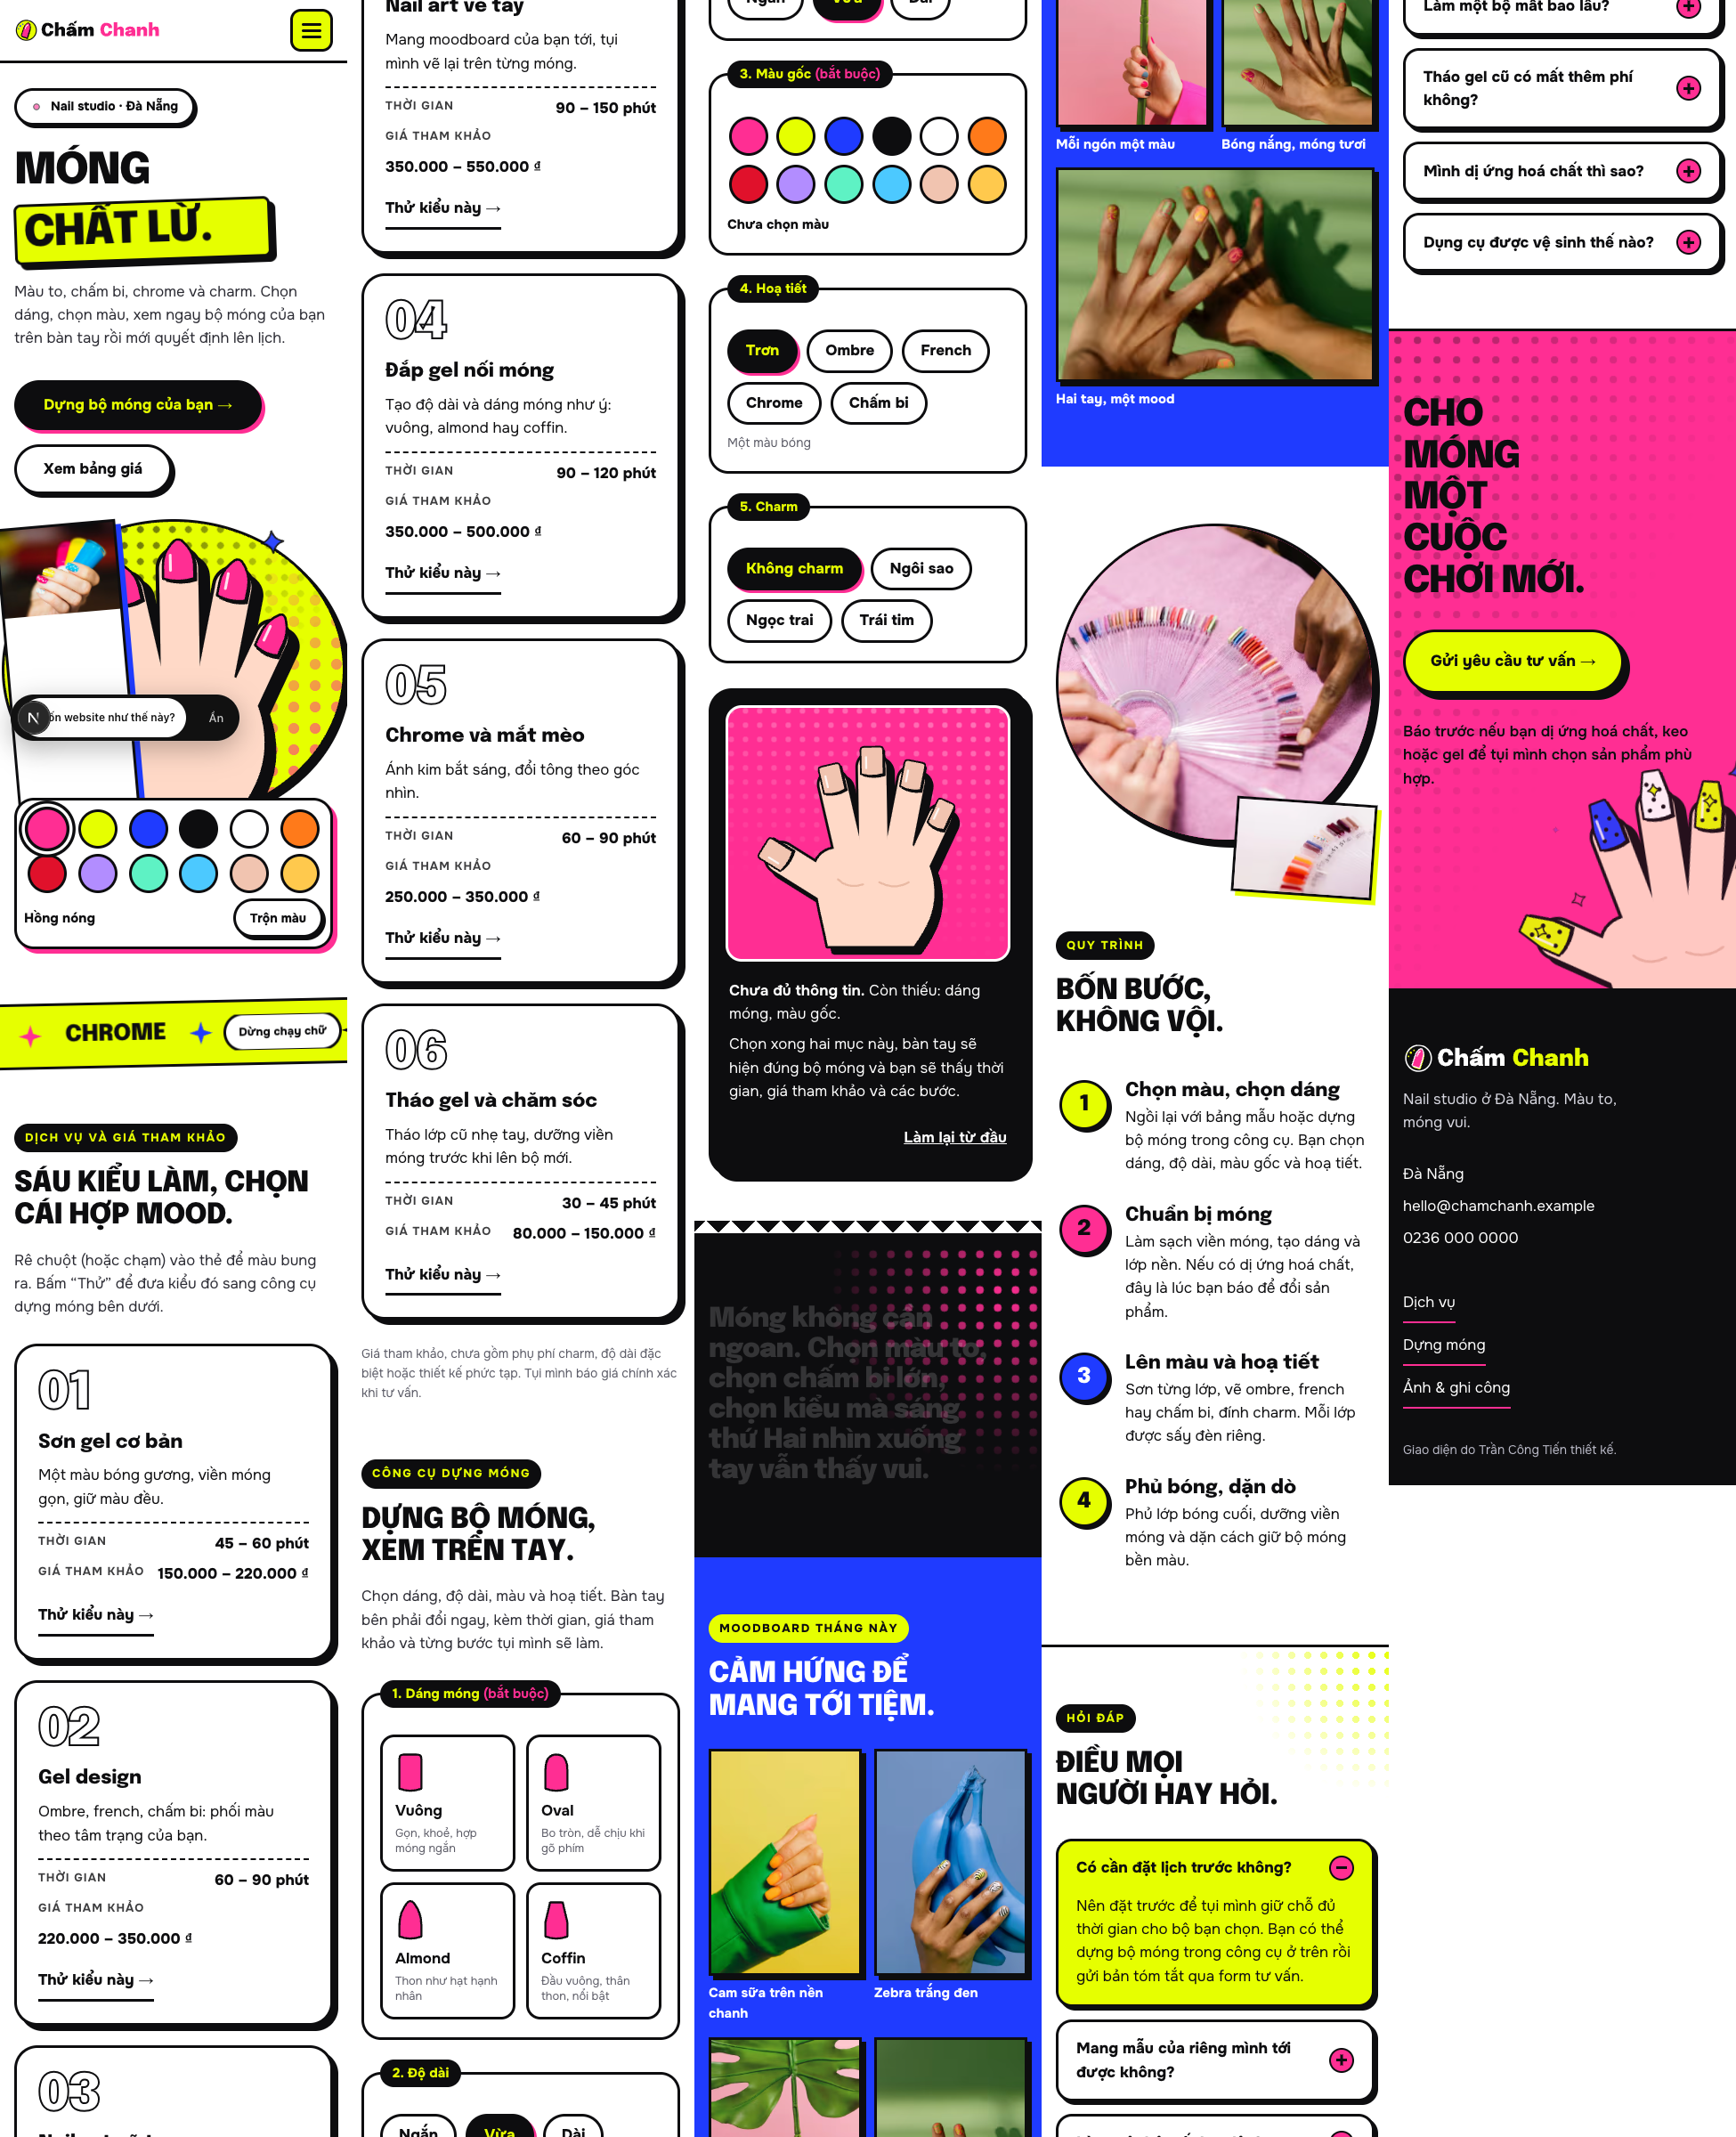 Chấm Chanh
Nail studio · Đà Nẵng
MÓNG
CHẤT LỪ.
Màu to, chấm bi, chrome và charm. Chọn
dáng, chọn màu, xem ngay bộ móng của bạn
trên bàn tay rồi mới quyết định lên lịch.
Dựng bộ móng của bạn →
Xem bảng giá
website như thế này?
Ẩn
Hồng nóng
Trộn màu
CHROME
Dừng chạy chữ
DỊCH VỤ VÀ GIÁ THAM KHẢO
SÁU KIỂU LÀM, CHỌN
CÁI HỢP MOOD.
Rê chuột (hoặc chạm) vào thẻ để màu bung
ra. Bấm “Thử” để đưa kiểu đó sang công cụ
dựng móng bên dưới.
01
Sơn gel cơ bản
Một màu bóng gương, viền móng
gọn, giữ màu đều.
THỜI GIAN
45 – 60 phút
GIÁ THAM KHẢO
150.000 – 220.000 ₫
Thử kiểu này →
02
Gel design
Ombre, french, chấm bi: phối màu
theo tâm trạng của bạn.
THỜI GIAN
60 – 90 phút
GIÁ THAM KHẢO
220.000 – 350.000 ₫
Thử kiểu này →
03
Nail art vẽ tay
Mang moodboard của bạn tới, tụi
mình vẽ lại trên từng móng.
THỜI GIAN
90 – 150 phút
GIÁ THAM KHẢO
350.000 – 550.000 ₫
Thử kiểu này →
04
Đắp gel nối móng
Tạo độ dài và dáng móng như ý:
vuông, almond hay coffin.
THỜI GIAN
90 – 120 phút
GIÁ THAM KHẢO
350.000 – 500.000 ₫
Thử kiểu này →
05
Chrome và mắt mèo
Ánh kim bắt sáng, đổi tông theo góc
nhìn.
THỜI GIAN
60 – 90 phút
GIÁ THAM KHẢO
250.000 – 350.000 ₫
Thử kiểu này →
06
Tháo gel và chăm sóc
Tháo lớp cũ nhẹ tay, dưỡng viền
móng trước khi lên bộ mới.
THỜI GIAN
30 – 45 phút
GIÁ THAM KHẢO
80.000 – 150.000 ₫
Thử kiểu này →
Giá tham khảo, chưa gồm phụ phí charm, độ dài đặc
biệt hoặc thiết kế phức tạp. Tụi mình báo giá chính xác
khi tư vấn.
CÔNG CỤ DỰNG MÓNG
DỰNG BỘ MÓNG,
XEM TRÊN TAY.
Chọn dáng, độ dài, màu và hoạ tiết. Bàn tay
bên phải đổi ngay, kèm thời gian, giá tham
khảo và từng bước tụi mình sẽ làm.
1. Dáng móng (bắt buộc)
Vuông
Gọn, khoẻ, hợp
móng ngắn
Oval
Bo tròn, dễ chịu khi
gõ phím
Almond
Thon như hạt hạnh
nhân
Coffin
Đầu vuông, thân
thon, nổi bật
2. Độ dài
Ngắn
Vừa
Dài
3. Màu gốc (bắt buộc)
Chưa chọn màu
4. Hoạ tiết
Trơn
Ombre
French
Chrome
Chấm bi
Một màu bóng
5. Charm
Không charm
Ngôi sao
Ngọc trai
Trái tim
Chưa đủ thông tin. Còn thiếu: dáng
móng, màu gốc.
Chọn xong hai mục này, bàn tay sẽ
hiện đúng bộ móng và bạn sẽ thấy thời
gian, giá tham khảo và các bước.
Làm lại từ đầu
Móng không cần
ngoan. Chọn màu to,
chọn chấm bi lớn,
chọn kiểu mà sáng
thứ Hai nhìn xuống
tay vẫn thấy vui.
MOODBOARD THÁNG NÀY
CẢM HỨNG ĐỂ
MANG TỚI TIỆM.
Cam sữa trên nền
chanh
Zebra trắng đen
Mỗi ngón một màu
Bóng nắng, móng tươi
Hai tay, một mood
QUY TRÌNH
BỐN BƯỚC,
KHÔNG VỘI.
1
Chọn màu, chọn dáng
Ngồi lại với bảng mẫu hoặc dựng
bộ móng trong công cụ. Bạn chọn
dáng, độ dài, màu gốc và hoạ tiết.
2
Chuẩn bị móng
Làm sạch viền móng, tạo dáng và
lớp nền. Nếu có dị ứng hoá chất,
đây là lúc bạn báo để đổi sản
phẩm.
3
Lên màu và hoạ tiết
Sơn từng lớp, vẽ ombre, french
hay chấm bi, đính charm. Mỗi lớp
được sấy đèn riêng.
4
Phủ bóng, dặn dò
Phủ lớp bóng cuối, dưỡng viền
móng và dặn cách giữ bộ móng
bền màu.
HỎI ĐÁP
ĐIỀU MỌI
NGƯỜI HAY HỎI.
Có cần đặt lịch trước không?
Nên đặt trước để tụi mình giữ chỗ đủ
thời gian cho bộ bạn chọn. Bạn có thể
dựng bộ móng trong công cụ ở trên rồi
gửi bản tóm tắt qua form tư vấn.
Mang mẫu của riêng mình tới
được không?
Làm một bộ mất bao lâu?
Tháo gel cũ có mất thêm phí
không?
Mình dị ứng hoá chất thì sao?
Dụng cụ được vệ sinh thế nào?
CHO
MÓNG
MỘT
CUỘC
CHƠI MỚI.
Gửi yêu cầu tư vấn →
Báo trước nếu bạn dị ứng hoá chất, keo
hoặc gel để tụi mình chọn sản phẩm phù
hợp.
Chấm Chanh
Nail studio ở Đà Nẵng. Màu to,
móng vui.
Đà Nẵng
hello@chamchanh.example
0236 000 0000
Dịch vụ
Dựng móng
Ảnh & ghi công
Giao diện do Trần Công Tiến thiết kế.